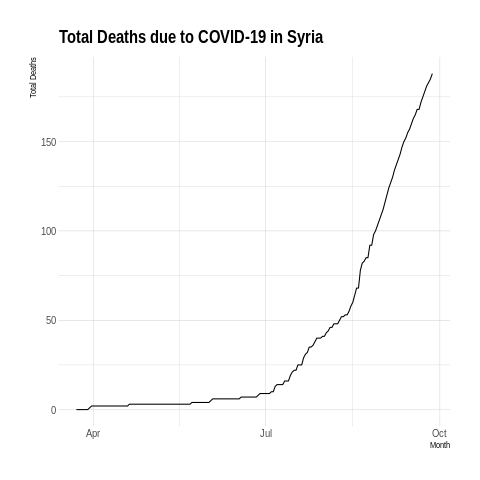 Total Deaths due to COVID-19 in Syria
Total Deaths
150
100
50
0
Apr
Jul
Oct
Month